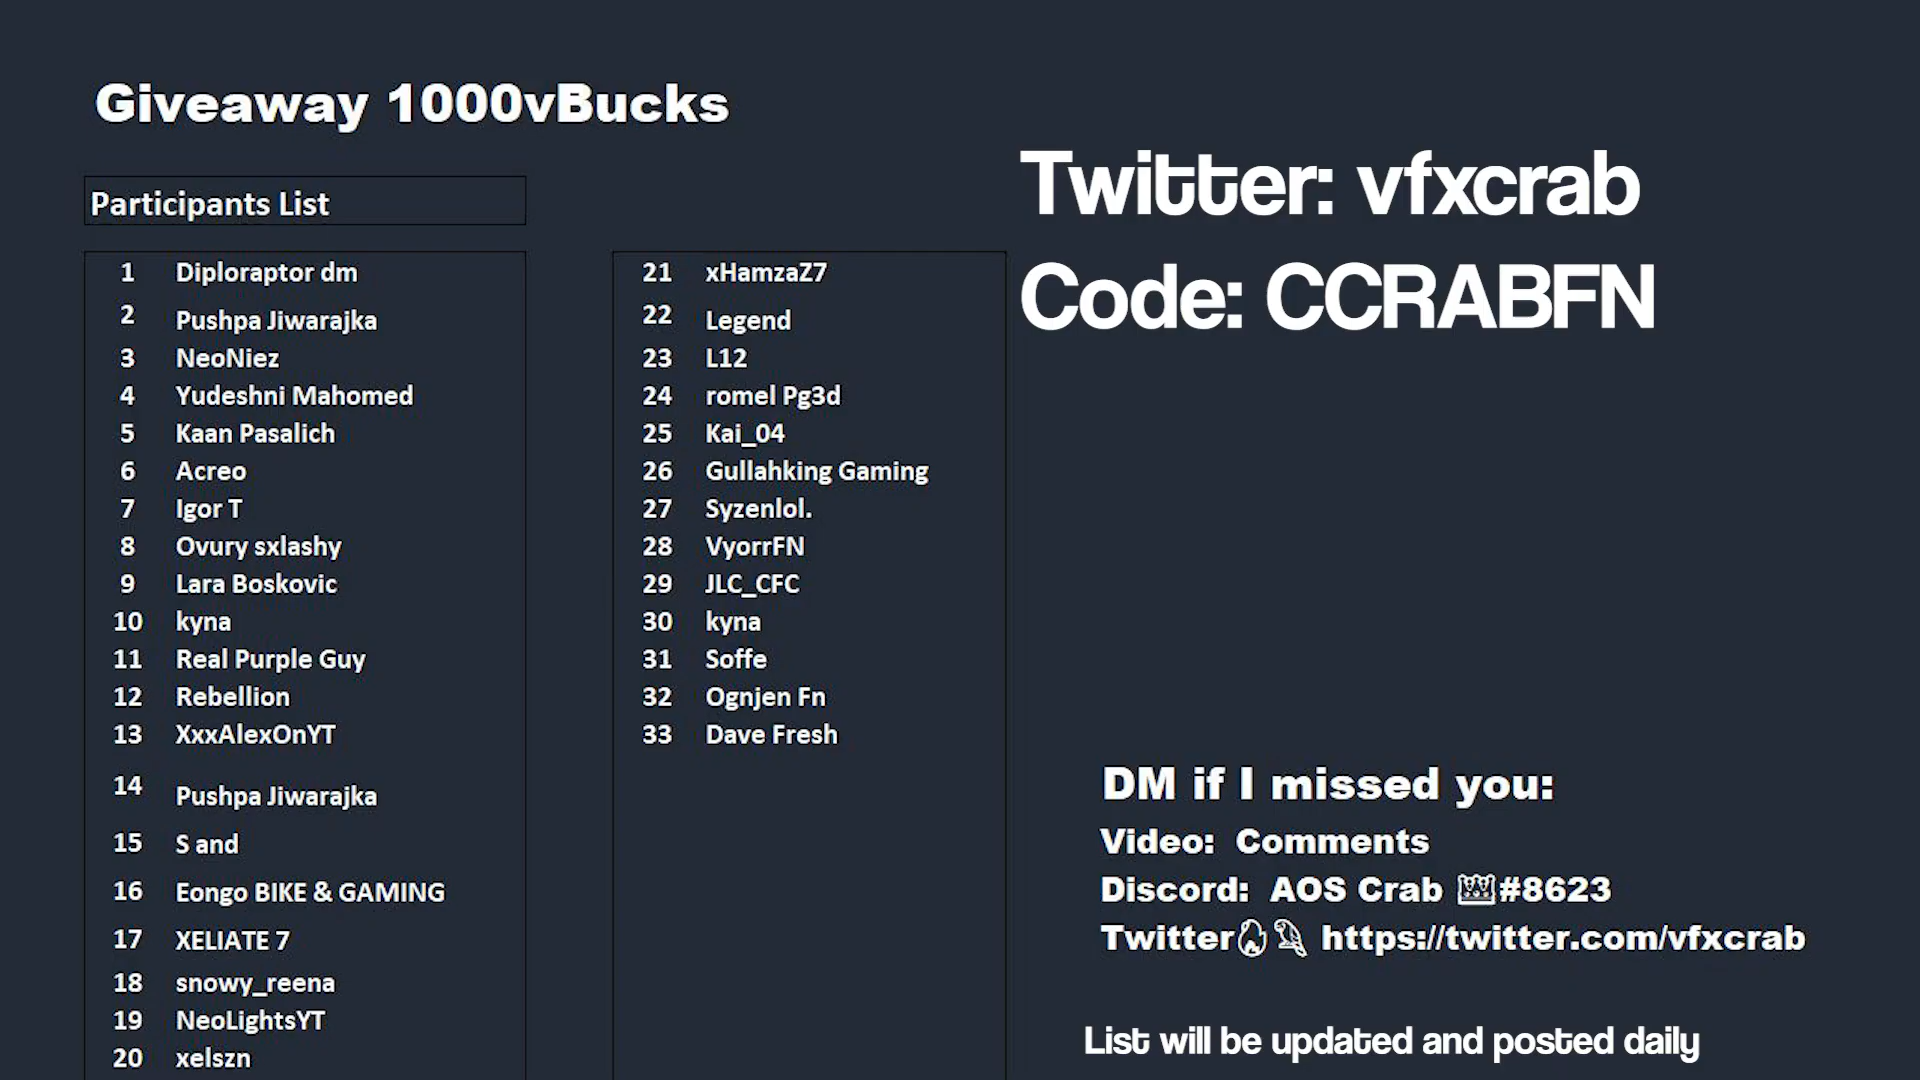 Giveaway 1000vBucks
Participants List
1 Diploraptor dm
2 Pushpa Jiwarajka
3 NeoNiez
4 Yudeshni Mahomed
5 Kaan Pasalich
6 Acreo
7 Igor T
8 Ovury sxlashy
9 Lara Boskovic
10 kyna
11 Real Purple Guy
12 Rebellion
13 XxxAlexOnYT
14 Pushpa Jiwarajka
15 S and
16 Eongo BIKE & GAMING
17 XELIATE 7
18 snowy_reena
19 NeoLightsYT
20 xelszn
21 xHamzaZ7
22 Legend
23 L12
24 romel Pg3d
25 Kai_04
26 Gullahking Gaming
27 Syzenlol.
28 VyorrFN
29 JLC_CFC
30 kyna
31 Soffe
32 Ognjen Fn
33 Dave Fresh
Twitter: vfxcrab
Code: CCRABFN
DM if I missed you:
Video: Comments
Discord: AOS Crab 👑#8623
Twitter🔥🦜 https://twitter.com/vfxcrab
List will be updated and posted daily